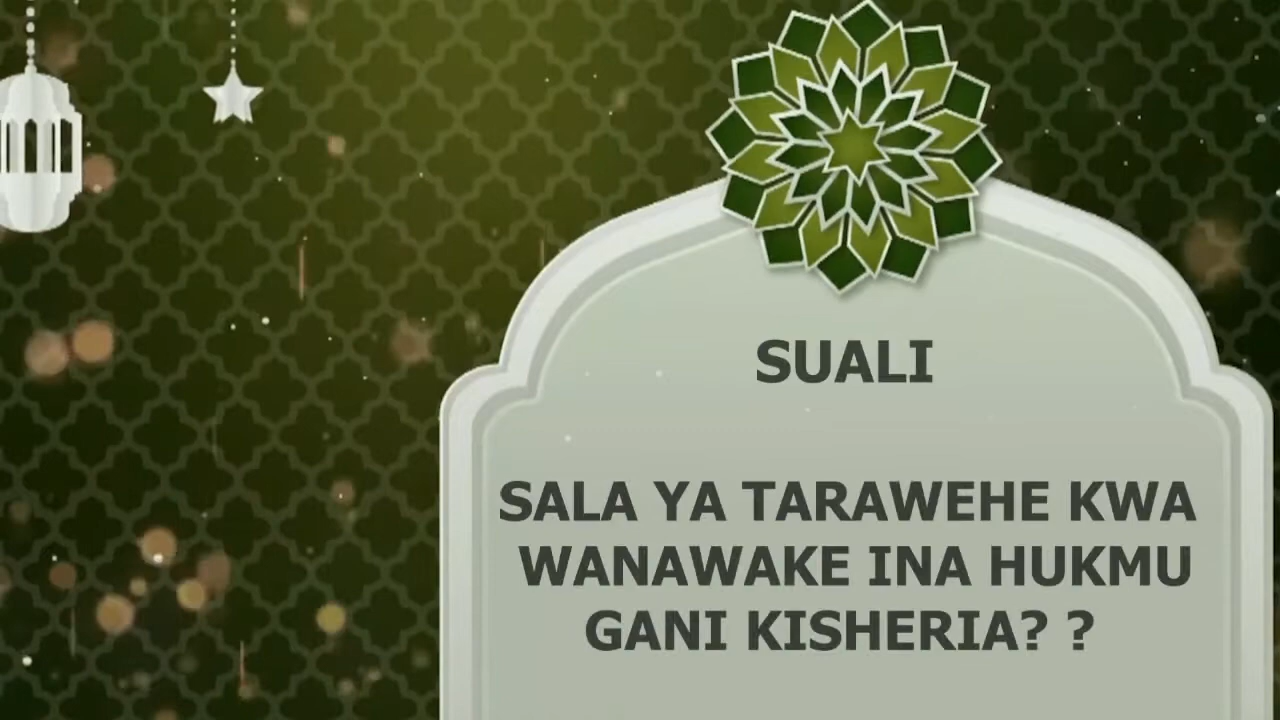 SUALI
SALA YA TARAWEHE KWA
WANAWAKE INA HUKMU
GANI KISHERIA? ?